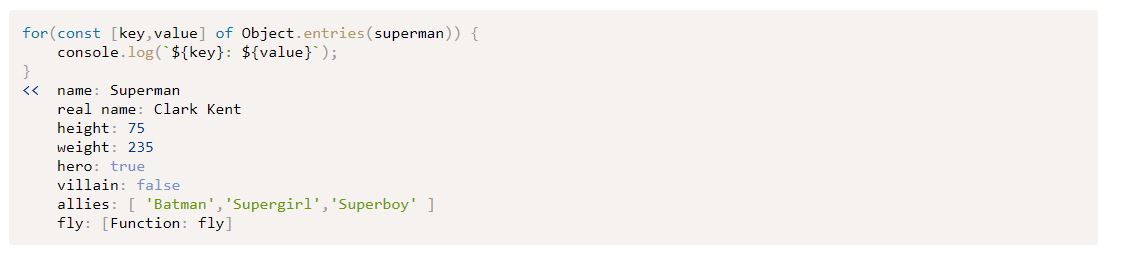 for(const [key,value] of Object.entries(superman)) {
    console.log(`${key}: ${value}`);
}
<<  name: Superman
    real name: Clark Kent
    height: 75
    weight: 235
    hero: true
    villain: false
    allies: [ 'Batman','Supergirl','Superboy' ]
    fly: [Function: fly]